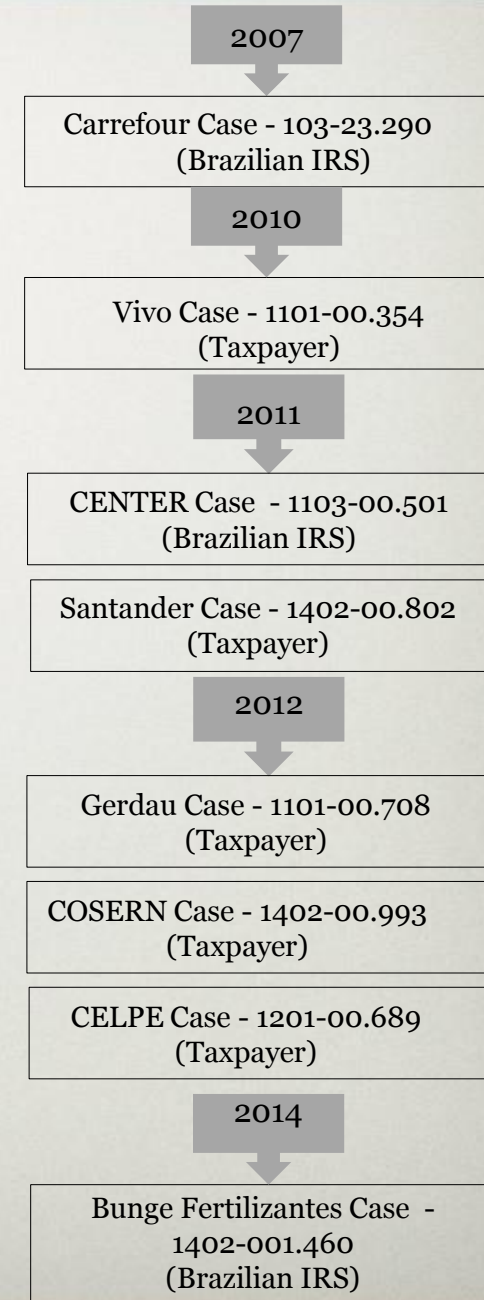 2007
Carrefour Case - 103-23.290
(Brazilian IRS)
2010
Vivo Case - 1101-00.354
(Taxpayer)
2011
CENTER Case - 1103-00.501
(Brazilian IRS)
Santander Case - 1402-00.802
(Taxpayer)
2012
Gerdau Case - 1101-00.708
(Taxpayer)
COSERN Case - 1402-00.993
(Taxpayer)
CELPE Case - 1201-00.689
(Taxpayer)
2014
Bunge Fertilizantes Case -
1402-001.460
(Brazilian IRS)